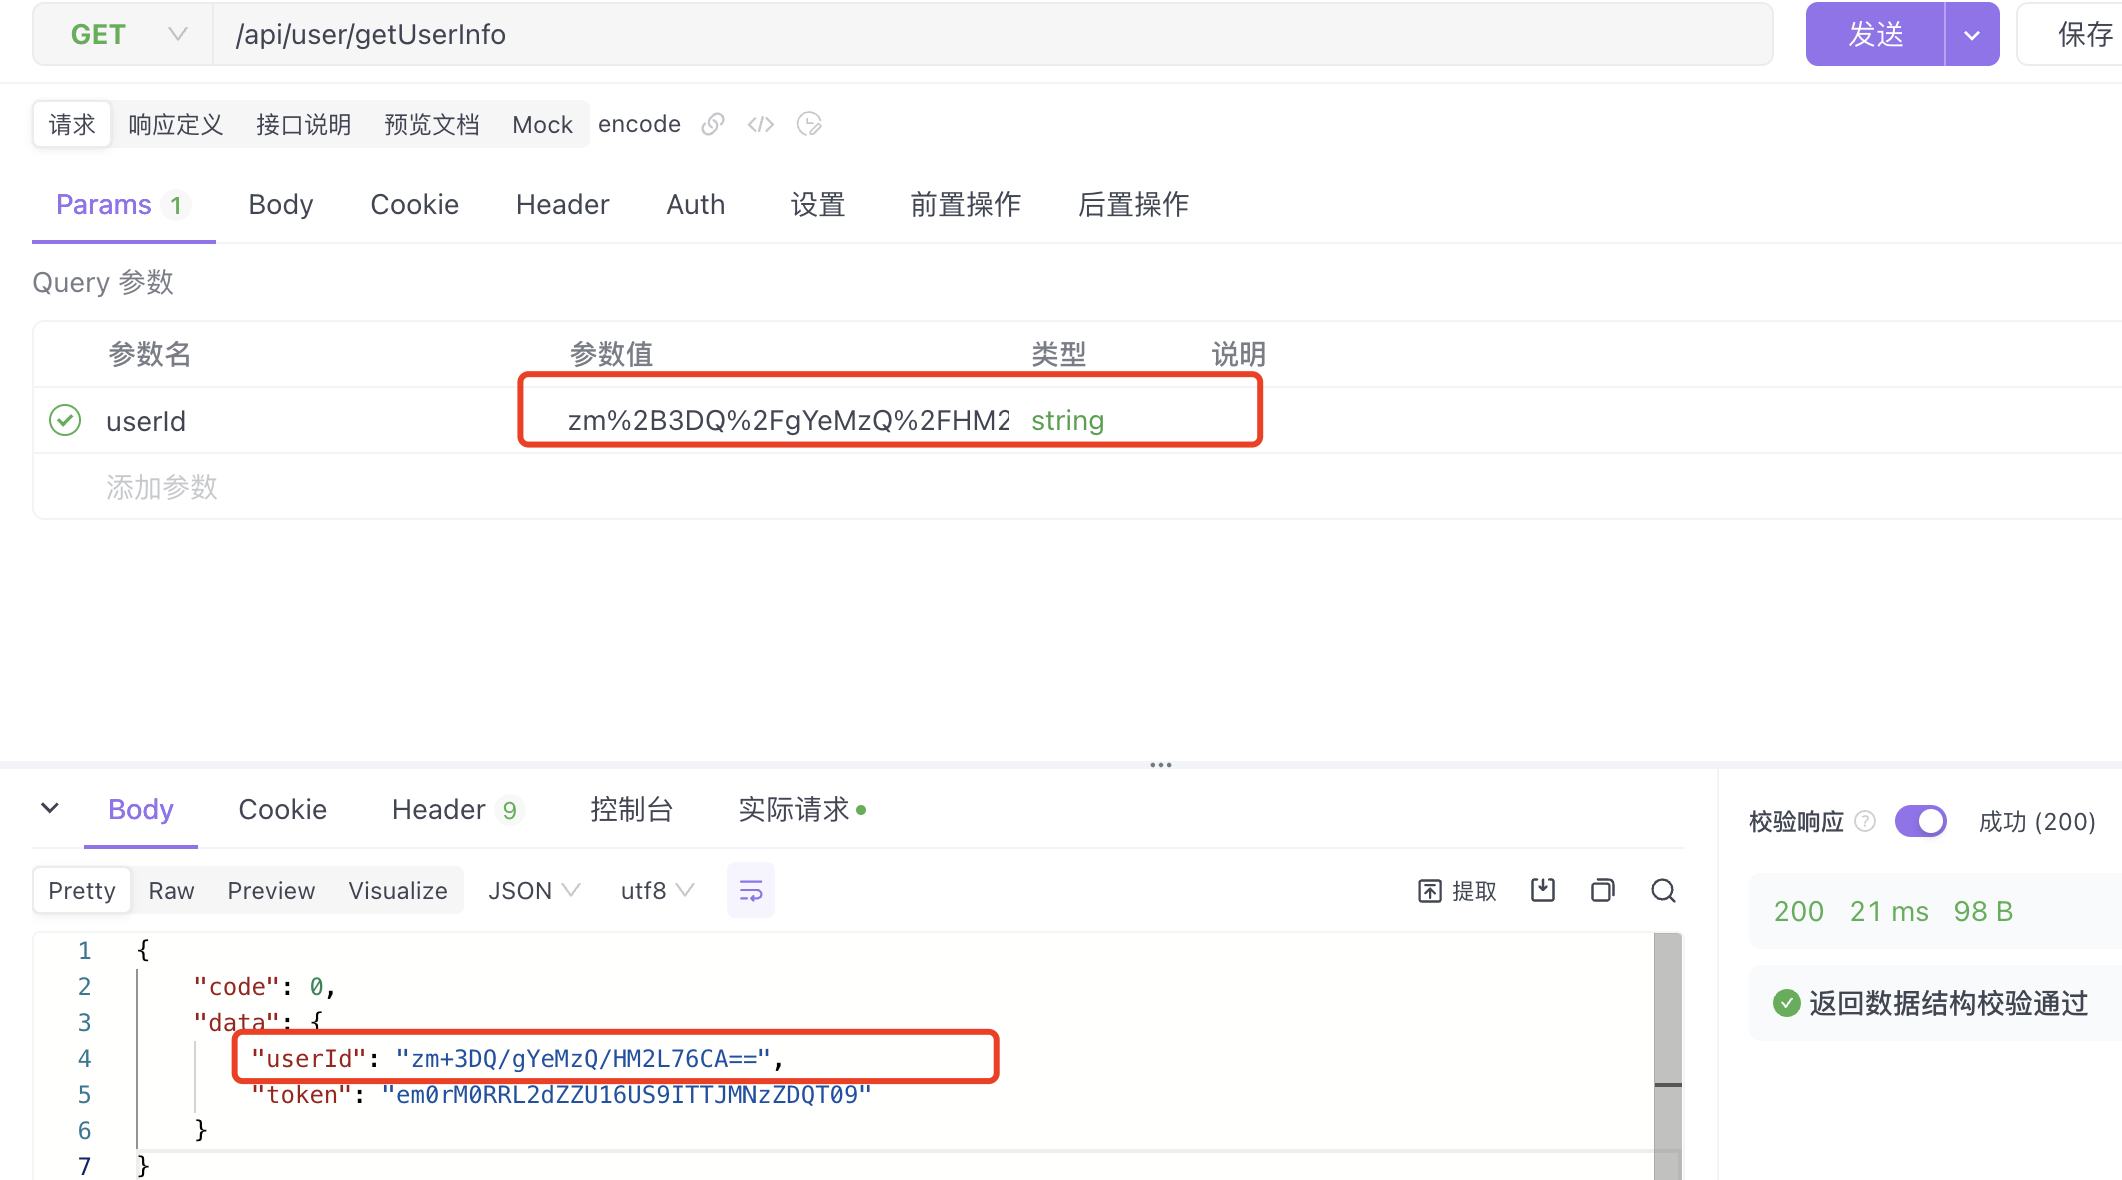 GET /api/user/getUserInfo 发送 保存
请求 响应定义 接口说明 预览文档 Mock encode
Params 1 Body Cookie Header Auth 设置 前置操作 后置操作
Query 参数
参数名 参数值 类型 说明
userId zm%2B3DQ%2FgYeMzQ%2FHM2 string
添加参数
Body Cookie Header 9 控制台 实际请求
校验响应 ? 成功 (200)
Pretty Raw Preview Visualize JSON utf8 提取
200 21 ms 98 B
返回数据结构校验通过
1 {
2 "code": 0,
3 "data": {
4 "userId": "zm+3DQ/gYeMzQ/HM2L76CA==",
5 "token": "em0rM0RRL2dZZU16US9ITTJMNzZDQT09"
6 }
7 }